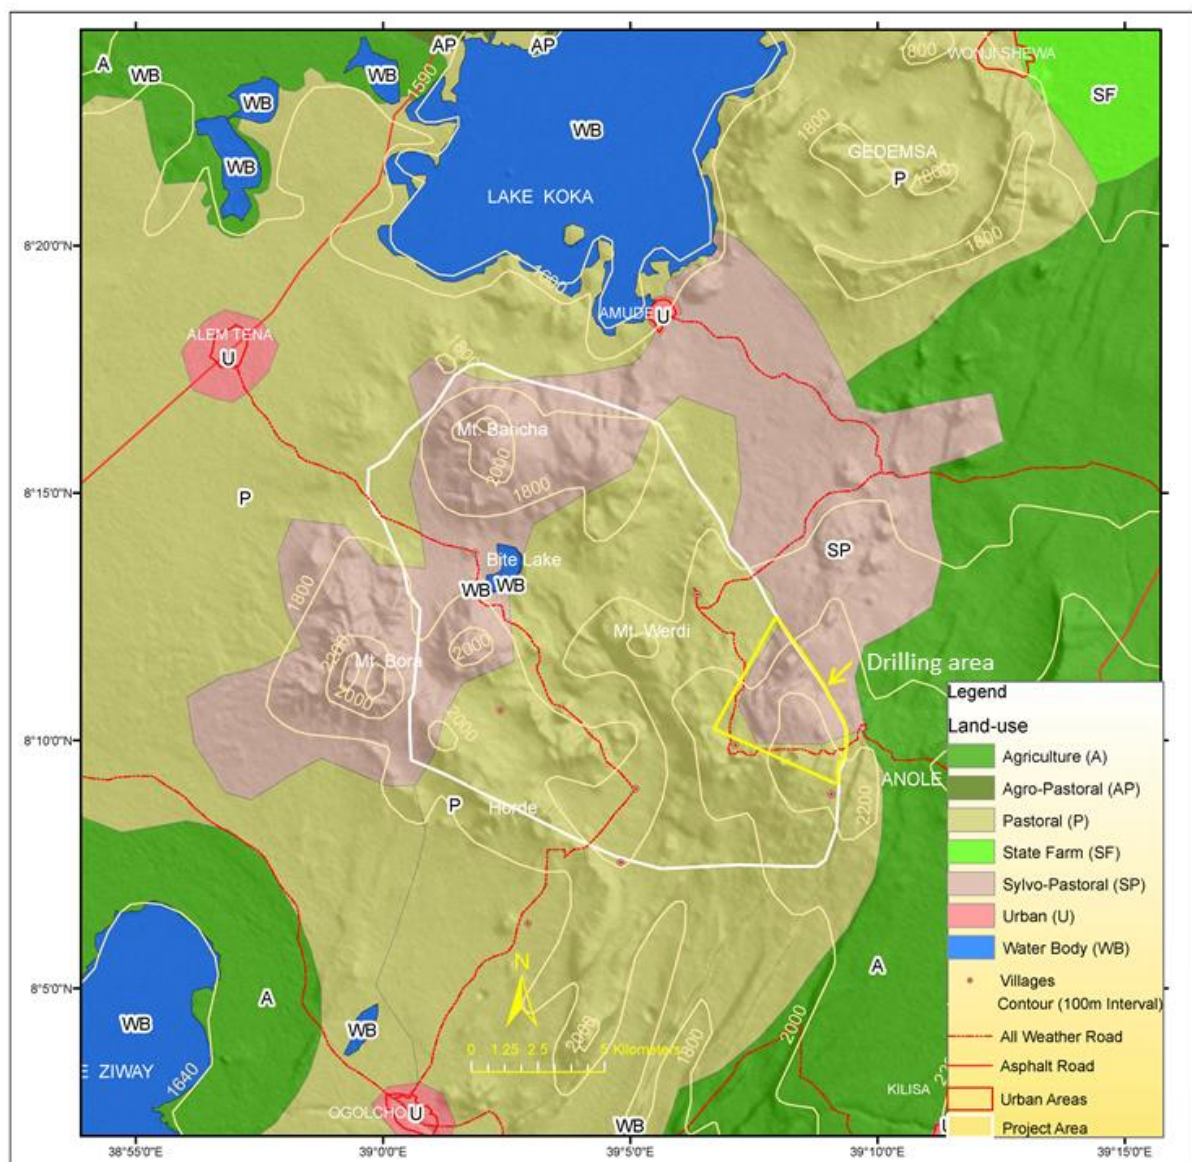 AP
AP
A
WB
WB
1590
1800
WONJI-SHEWA
WB
SF
WB
WB
1800
GEDEMSA
P
1800
LAKE KOKA
1800
8°20'0"N
1600
AMUDE
U
ALEM TENA
U
1800
Mt. Baricha
2000
1800
8°15'0"N
P
SP
Bite Lake
WB
WB
1800
Mt. Werdi
2200
2000
Mt. Bora
2000
Drilling area
8°10'0"N
ANOLE
2200
P
Horde
N
0 1.25 2.5 5 Kilometers
8°5'0"N
A
A
WB
WB
2000
2000
1800
E ZIWAY
1640
OGOLCHO
U
KILISA
WB
Legend
Land-use
Agriculture (A)
Agro-Pastoral (AP)
Pastoral (P)
State Farm (SF)
Sylvo-Pastoral (SP)
Urban (U)
Water Body (WB)
Villages
Contour (100m Interval)
All Weather Road
Asphalt Road
Urban Areas
Project Area
38°55'0"E
39°0'0"E
39°5'0"E
39°10'0"E
39°15'0"E